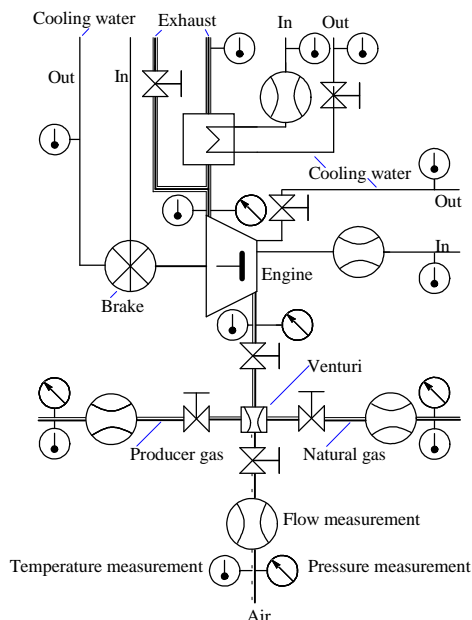 Cooling water
Exhaust
In
Out
Out
In
Cooling water
Out
In
Engine
Brake
Venturi
Producer gas
Natural gas
Flow measurement
Temperature measurement
Pressure measurement
Air